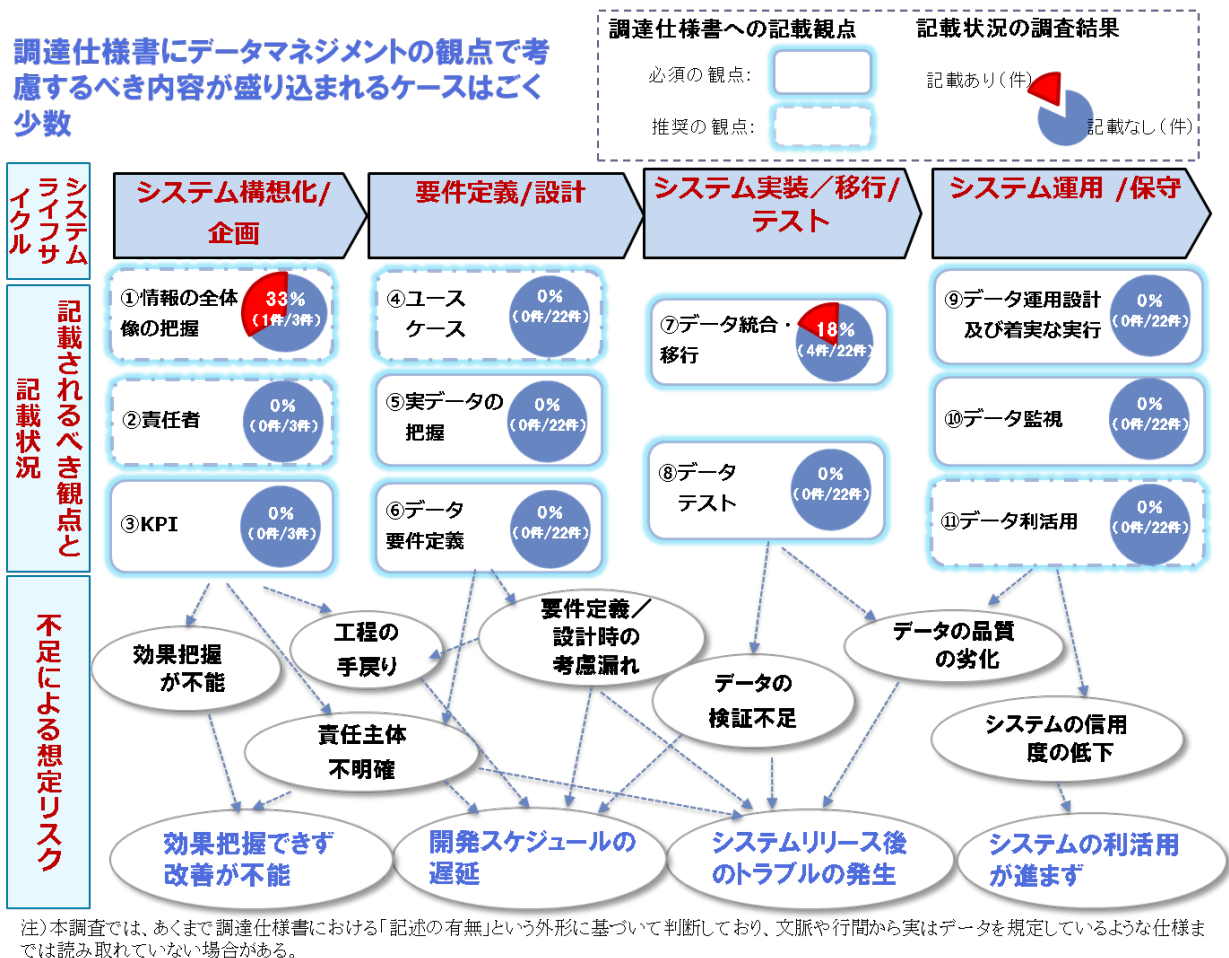 調達仕様書にデータマネジメントの観点で考
慮するべき内容が盛り込まれるケースはごく
少数
調達仕様書への記載観点
必須の観点:
推奨の観点:
記載状況の調査結果
記載あり(件)
記載なし(件)
システム
ライフサ
イクル
システム構想化/
企画
要件定義/設計
システム実装/移行/
テスト
システム運用 /保守
記載されるべき観点と
記載状況
①情報の全体
像の把握
33%
(1件/3件)
②責任者
0%
(0件/3件)
③KPI
0%
(0件/3件)
④ユース
ケース
0%
(0件/22件)
⑤実データの
把握
0%
(0件/22件)
⑥データ
要件定義
0%
(0件/22件)
⑦データ統合・
移行
18%
(4件/22件)
⑧データ
テスト
0%
(0件/22件)
⑨データ運用設計
及び着実な実行
0%
(0件/22件)
⑩データ監視
0%
(0件/22件)
⑪データ利活用
0%
(0件/22件)
不足による想定リスク
効果把握
が不能
工程の
手戻り
要件定義/
設計時の
考慮漏れ
責任主体
不明確
データの
検証不足
データの品質
の劣化
システムの信用
度の低下
効果把握できず
改善が不能
開発スケジュールの
遅延
システムリリース後
のトラブルの発生
システムの利活用
が進まず
注)本調査では、あくまで調達仕様書における「記述の有無」という外形に基づいて判断しており、文脈や行間から実はデータを規定しているような仕様ま
では読み取れていない場合がある。